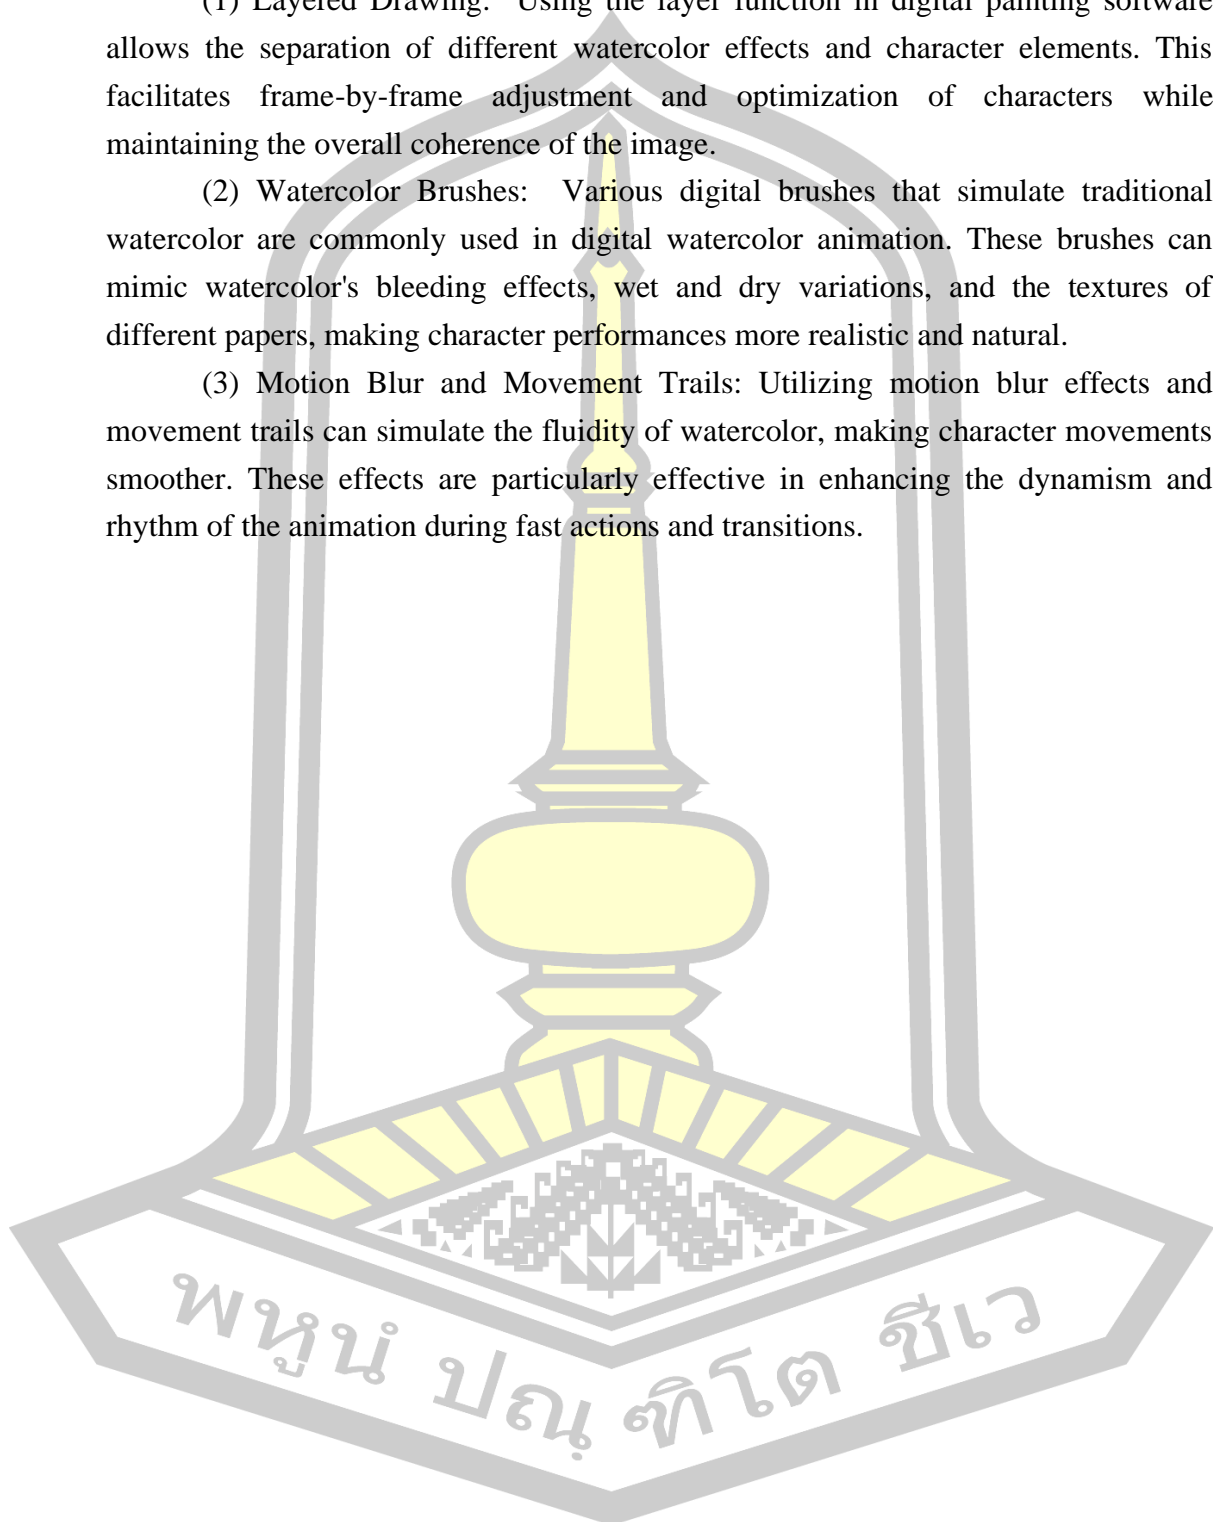 (1) Layered Drawing: Using the layer function in digital painting software
allows the separation of different watercolor effects and character elements. This
facilitates frame-by-frame adjustment and optimization of characters while
maintaining the overall coherence of the image.
(2) Watercolor Brushes: Various digital brushes that simulate traditional
watercolor are commonly used in digital watercolor animation. These brushes can
mimic watercolor's bleeding effects, wet and dry variations, and the textures of
different papers, making character performances more realistic and natural.
(3) Motion Blur and Movement Trails: Utilizing motion blur effects and
movement trails can simulate the fluidity of watercolor, making character movements
smoother. These effects are particularly effective in enhancing the dynamism and
rhythm of the animation during fast actions and transitions.
พหูนํ ปณฺ ฑิโต ชีเว